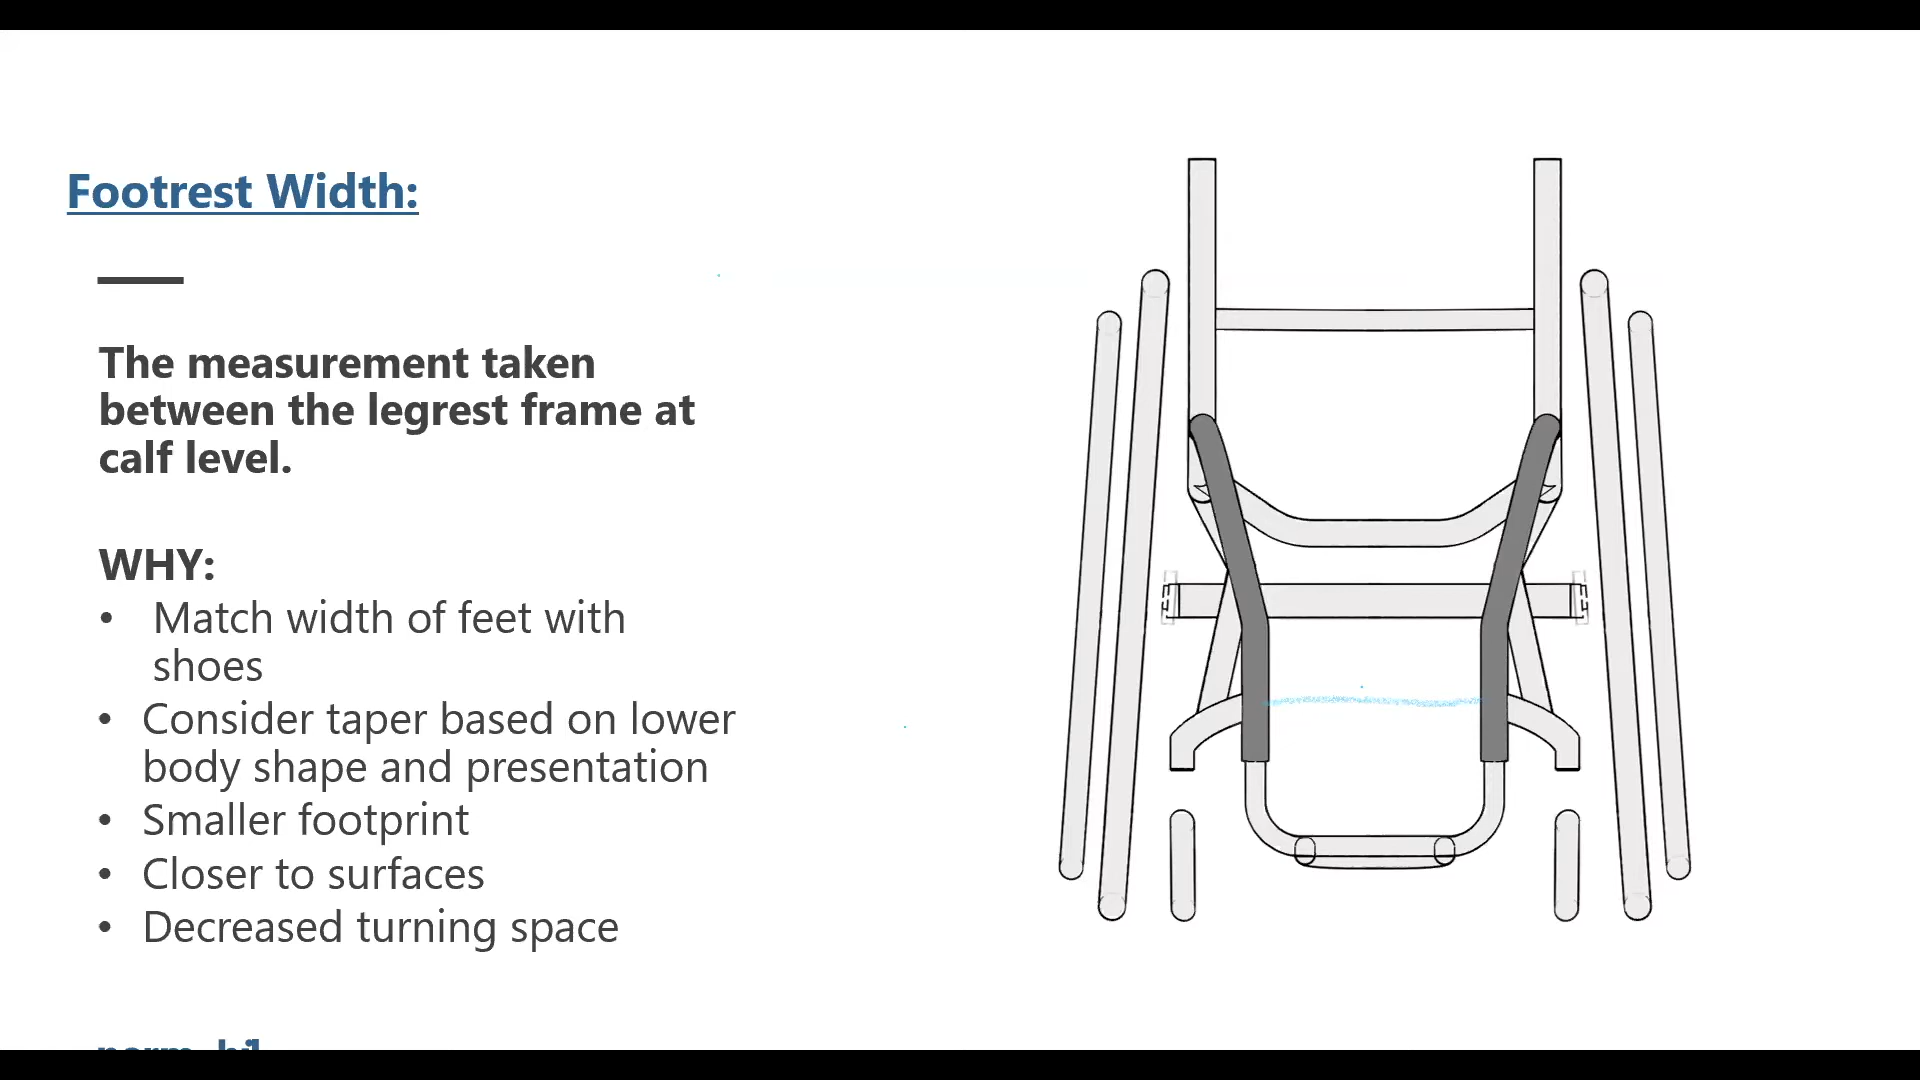 Footrest Width:
The measurement taken
between the legrest frame at
calf level.
WHY:
• Match width of feet with
shoes
• Consider taper based on lower
body shape and presentation
• Smaller footprint
• Closer to surfaces
• Decreased turning space